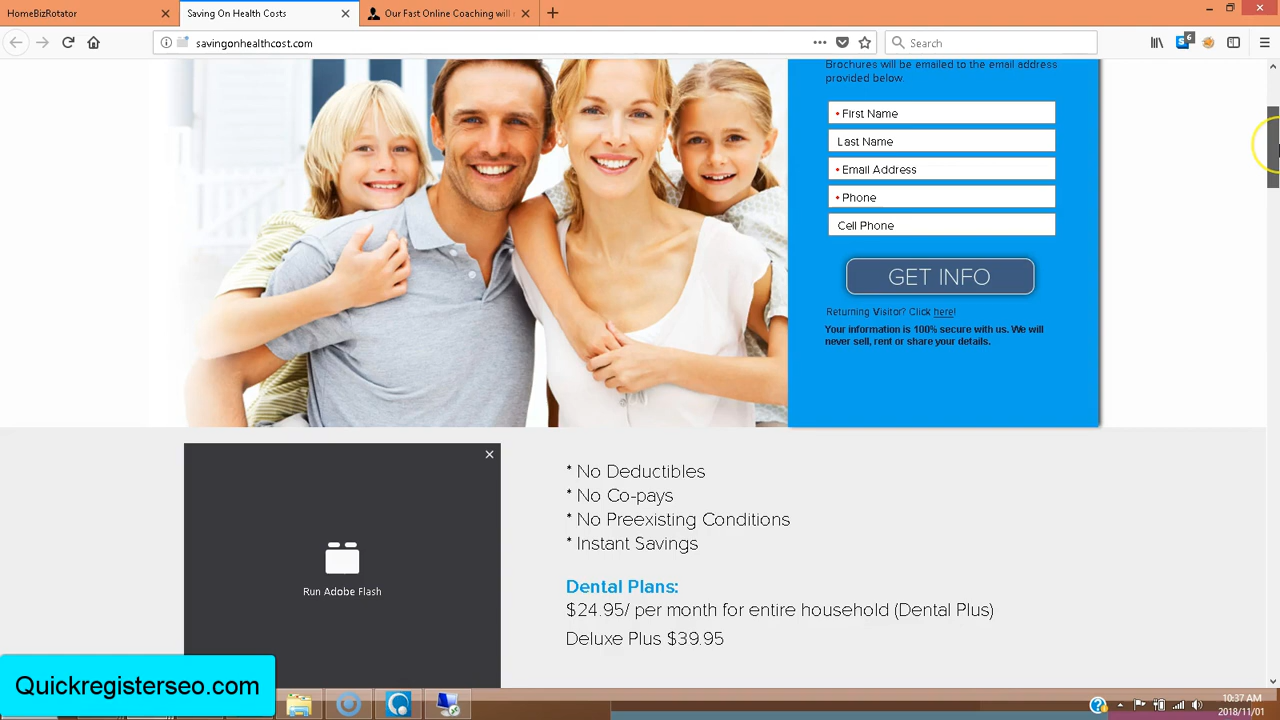 HomeBizRotator
Saving On Health Costs
Our Fast Online Coaching will
savingonhealthcost.com
Search
6
Brochures will be emailed to the email address
provided below.
• First Name
Last Name
• Email Address
• Phone
Cell Phone
GET INFO
Returning Visitor? Click here!
Your information is 100% secure with us. We will
never sell, rent or share your details.
Run Adobe Flash
* No Deductibles
* No Co-pays
* No Preexisting Conditions
* Instant Savings
Dental Plans:
$24.95/ per month for entire household (Dental Plus)
Deluxe Plus $39.95
Quickregisterseo.com
10:37 AM
2018/11/01